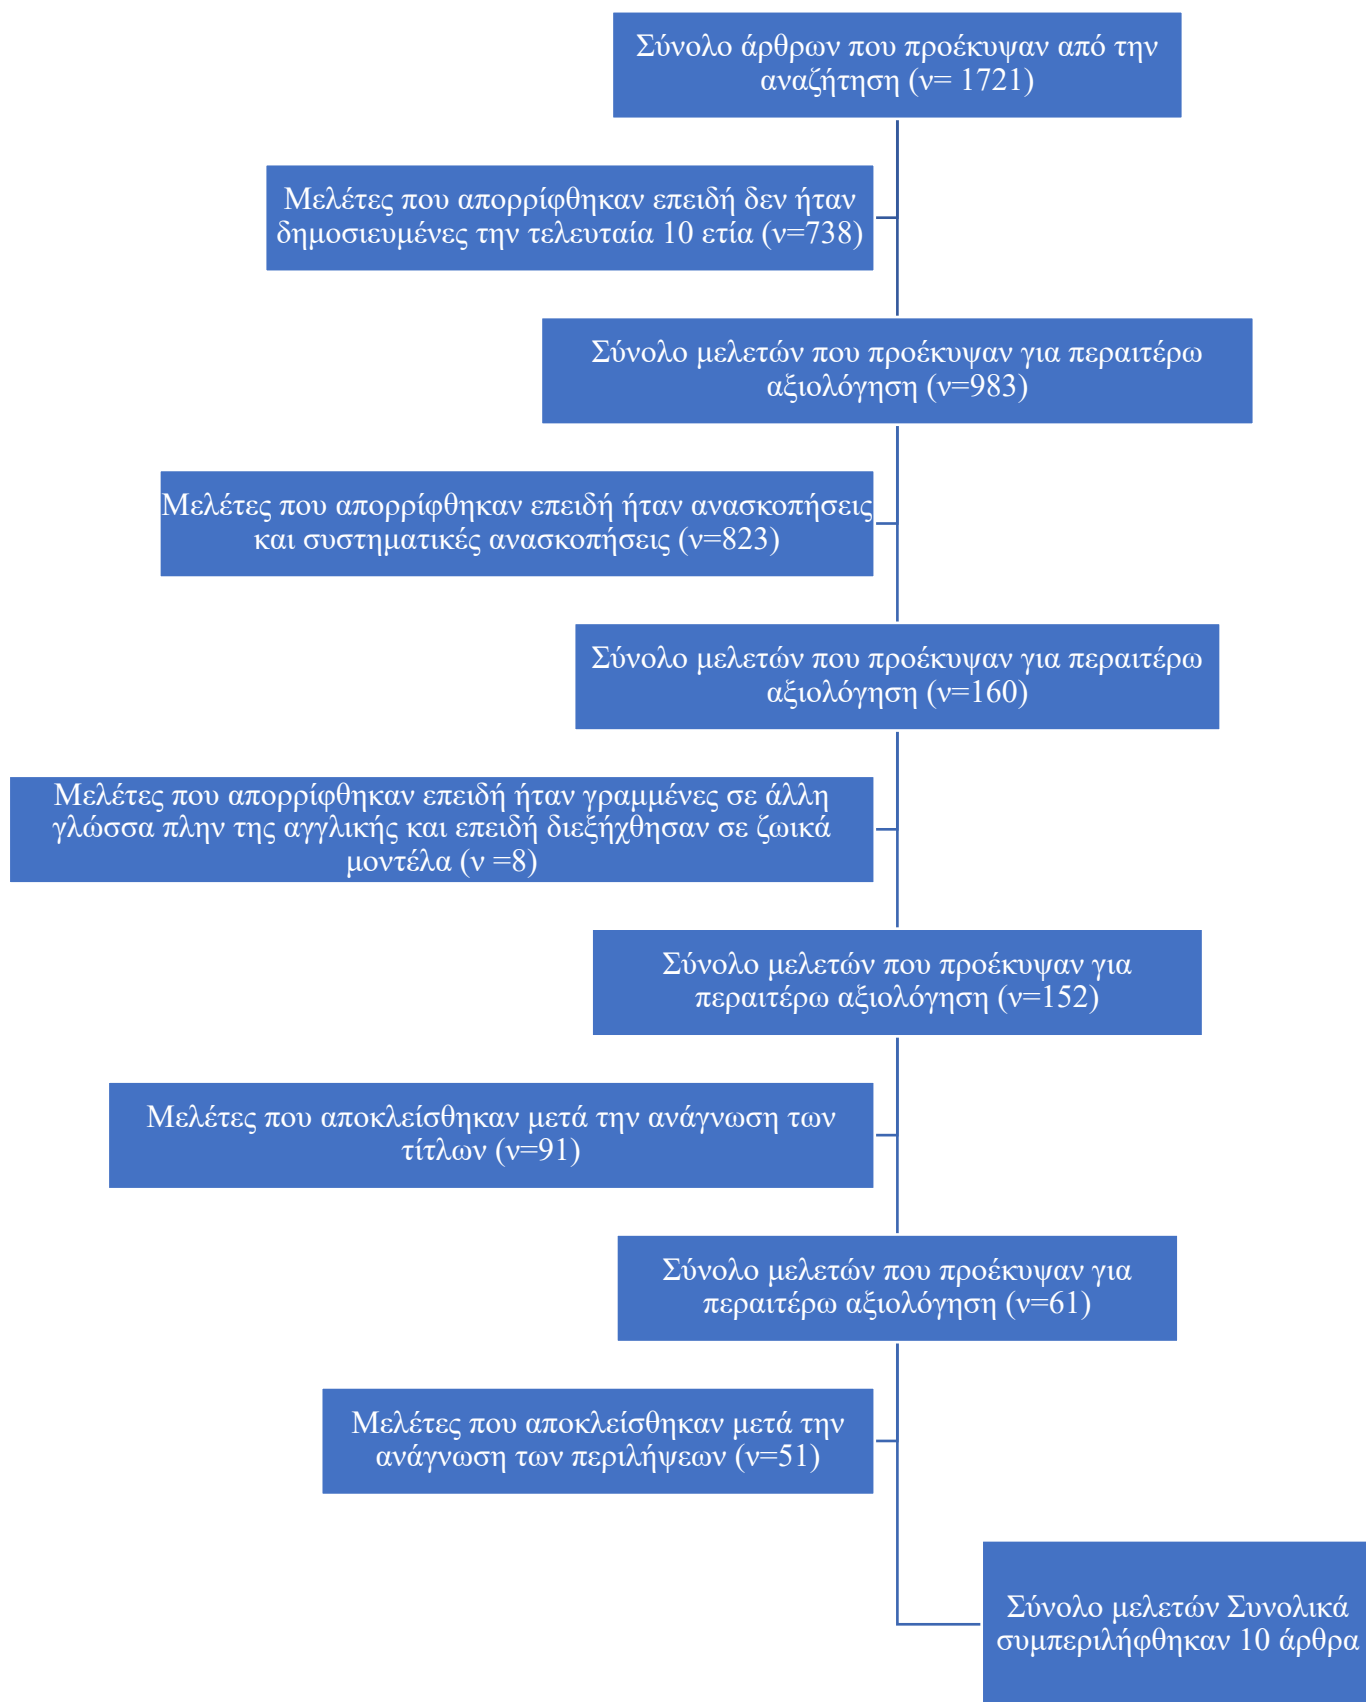 Σύνολο άρθρων που προέκυψαν από την
αναζήτηση (ν= 1721)
Μελέτες που απορρίφθηκαν επειδή δεν ήταν
δημοσιευμένες την τελευταία 10 ετία (ν=738)
Σύνολο μελετών που προέκυψαν για περαιτέρω
αξιολόγηση (ν=983)
Μελέτες που απορρίφθηκαν επειδή ήταν ανασκοπήσεις
και συστηματικές ανασκοπήσεις (ν=823)
Σύνολο μελετών που προέκυψαν για περαιτέρω
αξιολόγηση (ν=160)
Μελέτες που απορρίφθηκαν επειδή ήταν γραμμένες σε άλλη
γλώσσα πλην της αγγλικής και επειδή διεξήχθησαν σε ζωικά
μοντέλα (ν =8)
Σύνολο μελετών που προέκυψαν για
περαιτέρω αξιολόγηση (ν=152)
Μελέτες που αποκλείσθηκαν μετά την ανάγνωση των
τίτλων (ν=91)
Σύνολο μελετών που προέκυψαν για
περαιτέρω αξιολόγηση (ν=61)
Μελέτες που αποκλείσθηκαν μετά την
ανάγνωση των περιλήψεων (ν=51)
Σύνολο μελετών Συνολικά
συμπεριλήφθηκαν 10 άρθρα